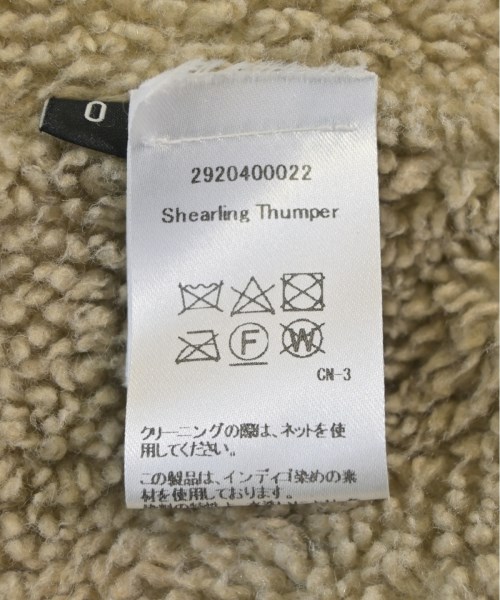 0
2920400022
Shearling Thumper
F
W
CN-3
クリーニングの際は、ネットを使
用してください。
この製品は、インディゴ染めの素
材を使用しております。